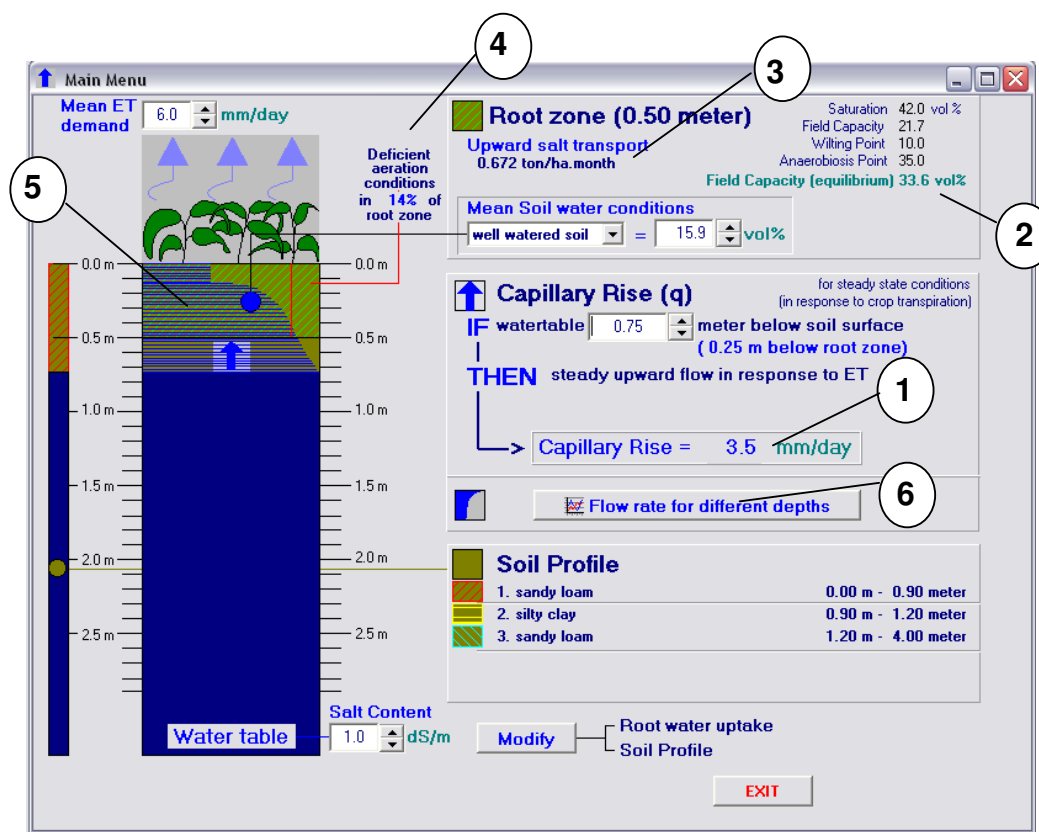 4
3
Main Menu
Mean ET demand 6.0 mm/day
Root zone (0.50 meter)
Saturation 42.0 vol %
Field Capacity 21.7
Wilting Point 10.0
Anaerobiosis Point 35.0
Field Capacity (equilibrium) 33.6 vol%
Upward salt transport
0.672 ton/ha.month
Deficient
aeration
conditions
in 14% of
root zone
5
2
Mean Soil water conditions
well watered soil = 15.9 vol%
0.0 m
0.5 m
1.0 m
1.5 m
2.0 m
2.5 m
0.0 m
0.5 m
1.0 m
1.5 m
2.0 m
2.5 m
Capillary Rise (q)
for steady state conditions
(in response to crop transpiration)
IF watertable 0.75 meter below soil surface
( 0.25 m below root zone)
THEN steady upward flow in response to ET
1
> Capillary Rise = 3.5 mm/day
6
Flow rate for different depths
Soil Profile
1. sandy loam 0.00 m - 0.90 meter
2. silty clay 0.90 m - 1.20 meter
3. sandy loam 1.20 m - 4.00 meter
Salt Content
Water table 1.0 dS/m
Modify
Root water uptake
Soil Profile
EXIT